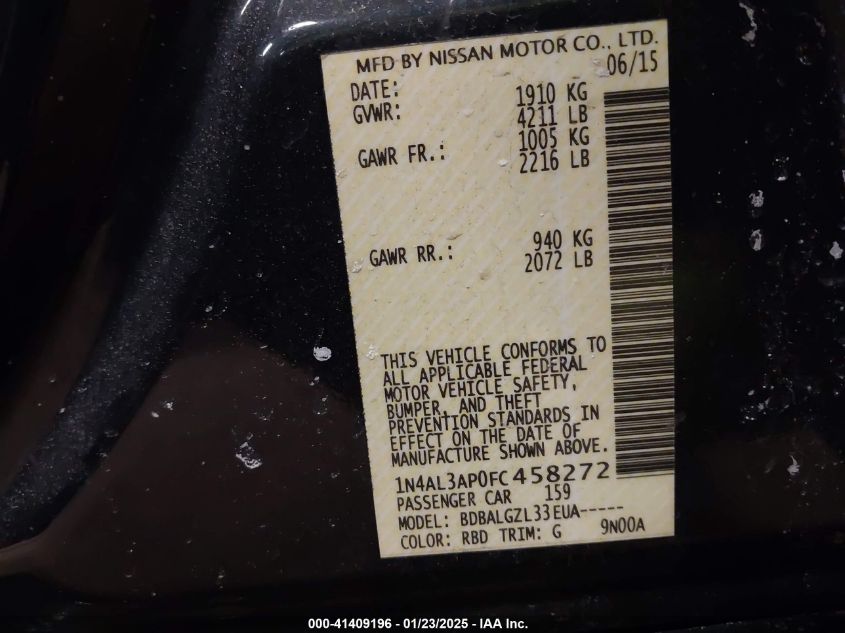 MFD BY NISSAN MOTOR CO., LTD.
DATE: 06/15
GVWR: 1910 KG
4211 LB
GAWR FR.: 1005 KG
2216 LB
GAWR RR.: 940 KG
2072 LB
THIS VEHICLE CONFORMS TO
ALL APPLICABLE FEDERAL
MOTOR VEHICLE SAFETY,
BUMPER, AND THEFT
PREVENTION STANDARDS IN
EFFECT ON THE DATE OF
MANUFACTURE SHOWN ABOVE.
1N4AL3AP0FC458272
PASSENGER CAR 159
MODEL: BDBALGZL33EUA-----
COLOR: RBD TRIM: G 9N00A
000-41409196 - 01/23/2025 - IAA Inc.